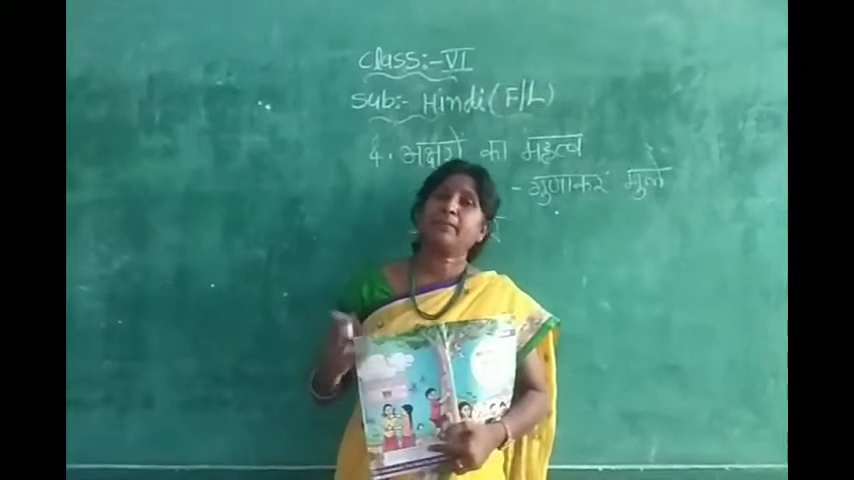 Class:-VI
Sub:- Hindi (F/L)
4. अक्षरों का महत्व
- गुणाकर मुले